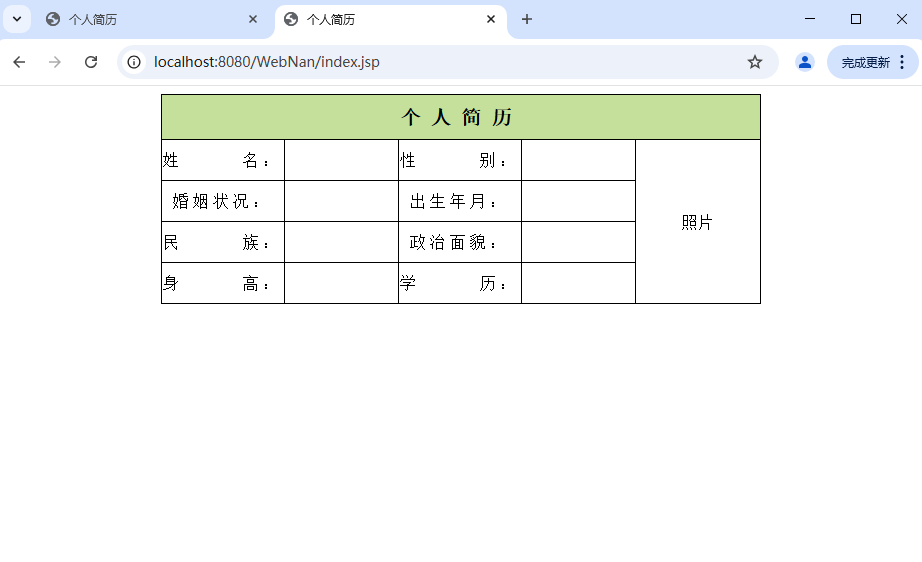 个人简历 个人简历
localhost:8080/WebNan/index.jsp 完成更新
个 人 简 历
姓 名： 性 别：
婚姻状况： 出生年月：
照片
民 族： 政治面貌：
身 高： 学 历：